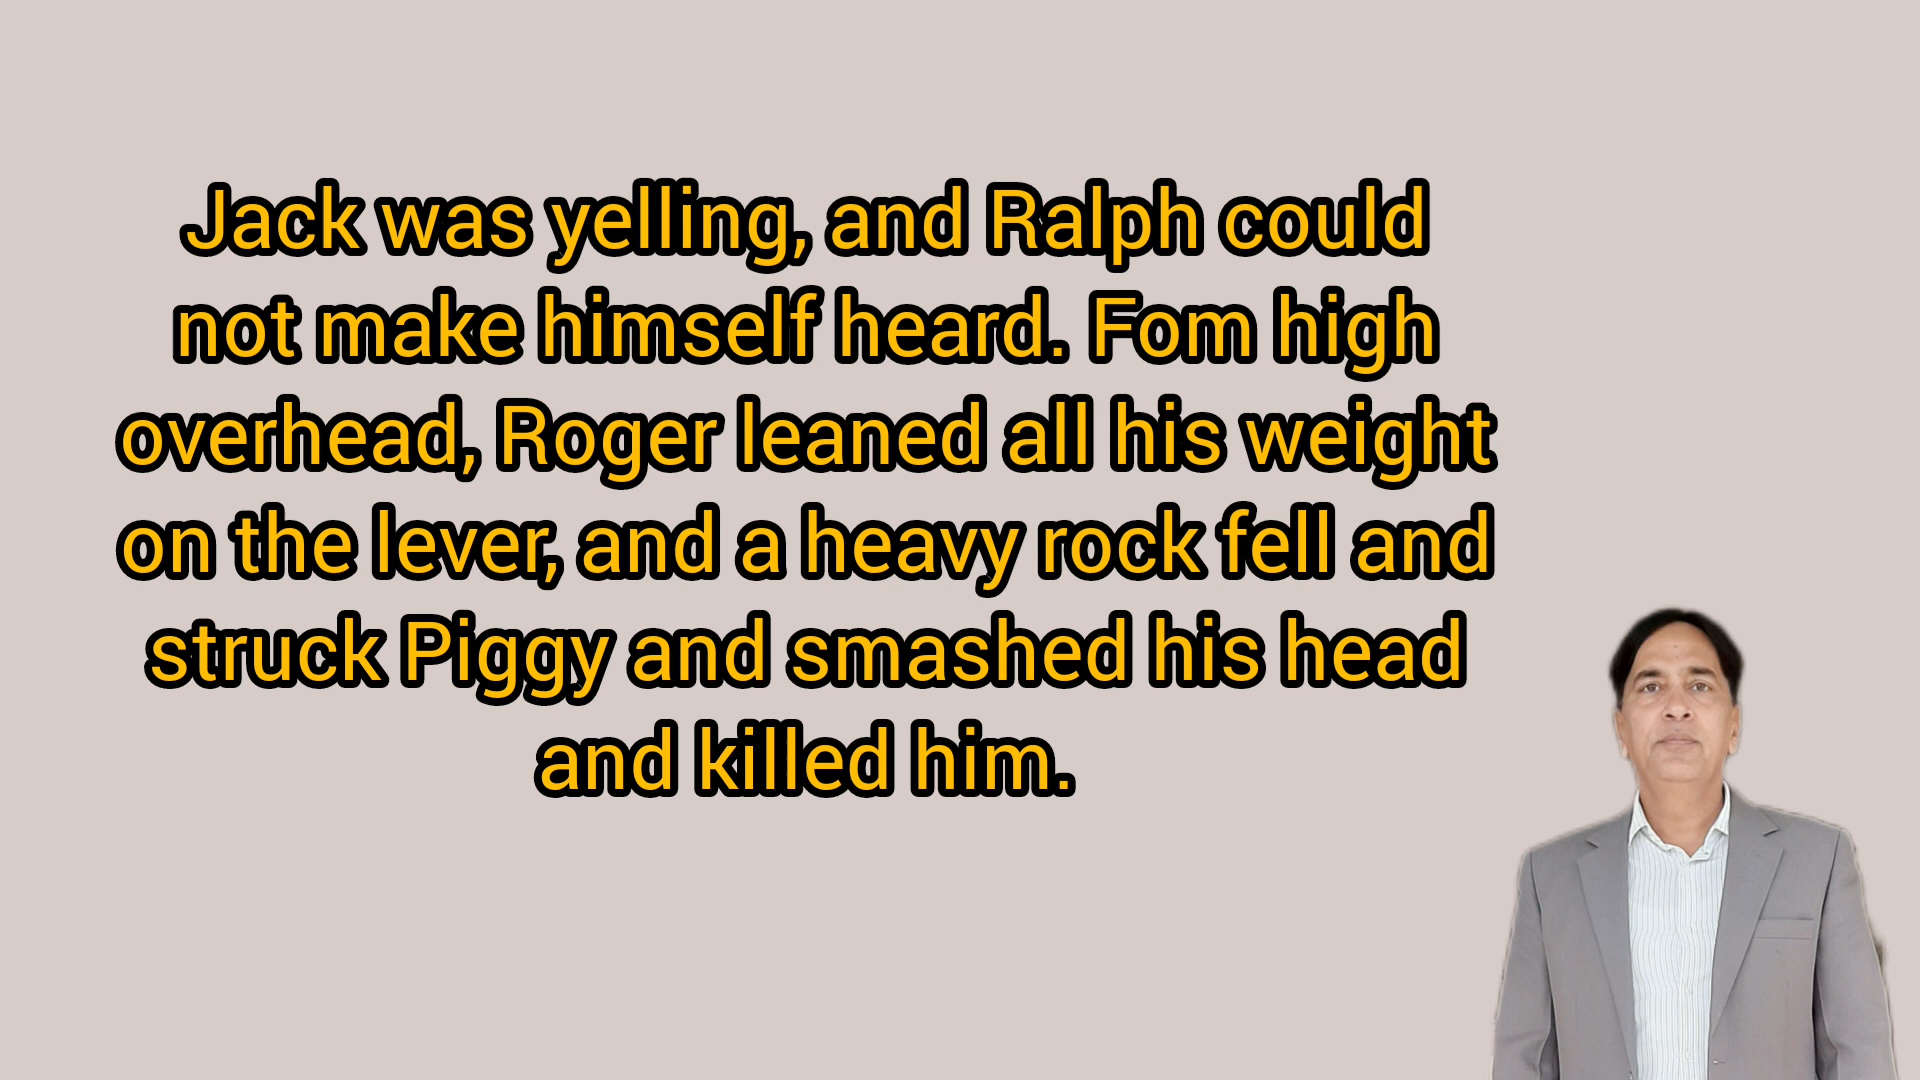 Jack was yelling, and Ralph could
not make himself heard. Fom high
overhead, Roger leaned all his weight
on the lever, and a heavy rock fell and
struck Piggy and smashed his head
and killed him.